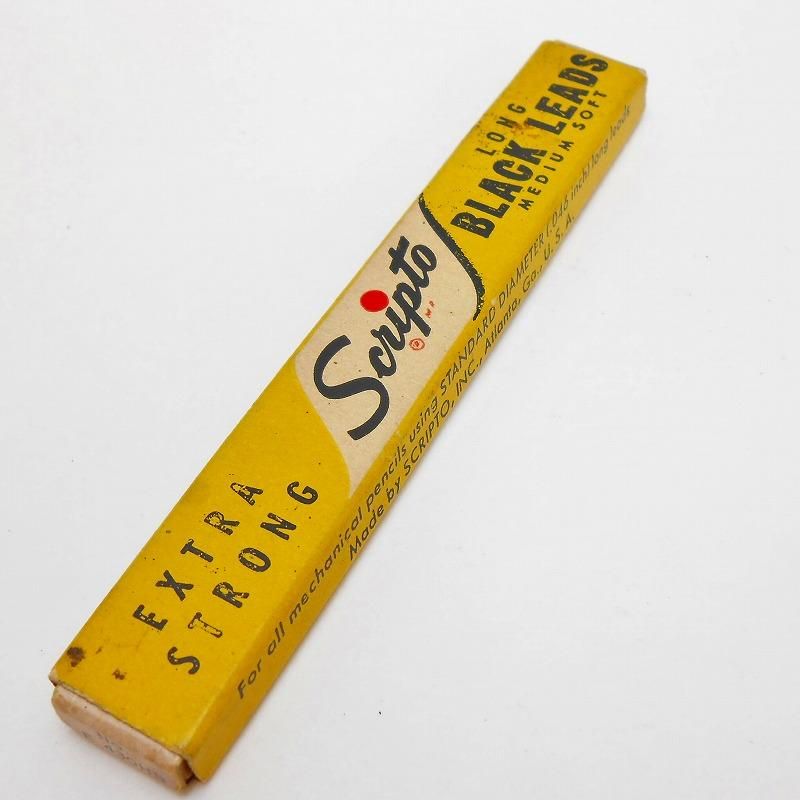 EXTRA
STRONG
Scripto
®
LONG
BLACK LEADS
MEDIUM SOFT
For all mechanical pencils using STANDARD DIAMETER (.046 inch) long leads
Made by SCRIPTO, INC., Atlanta, Ga., U. S. A.